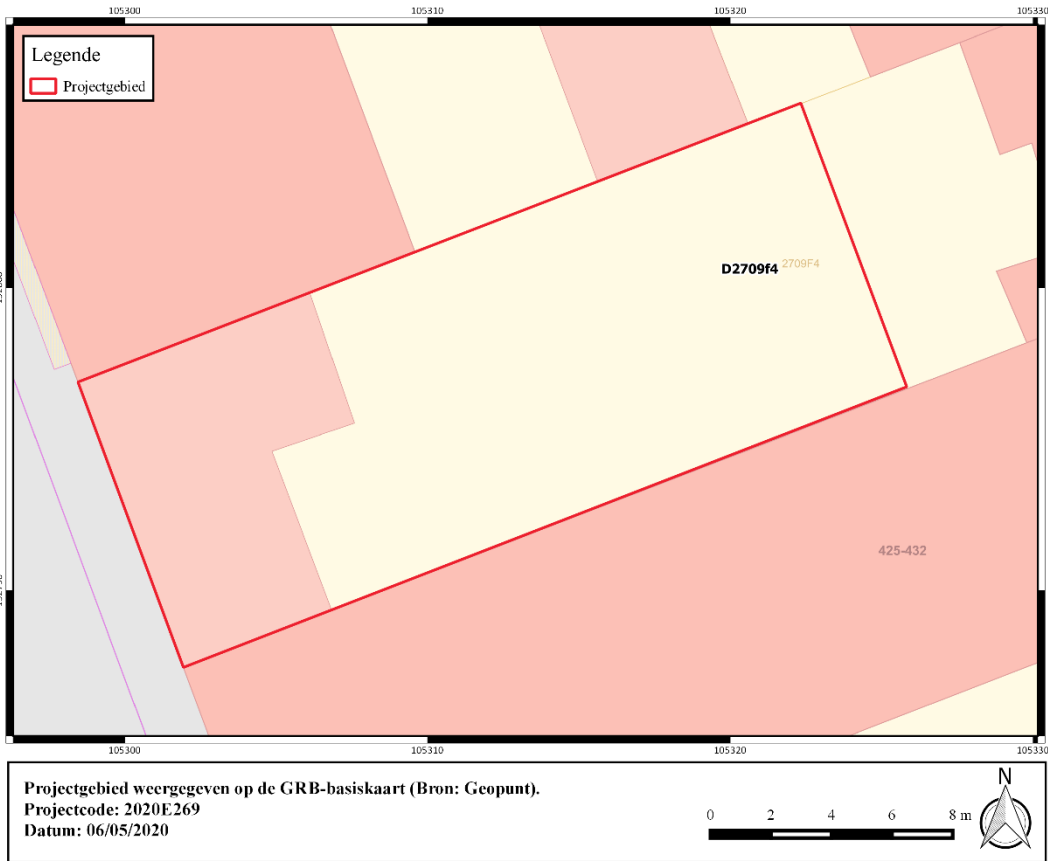 105300
105310
105320
105330
Legende
Projectgebied
D2709f4
2709F4
425-432
105300
105310
105320
105330
Projectgebied weergegeven op de GRB-basiskaart (Bron: Geopunt).
Projectcode: 2020E269
Datum: 06/05/2020
0 2 4 6 8 m
N